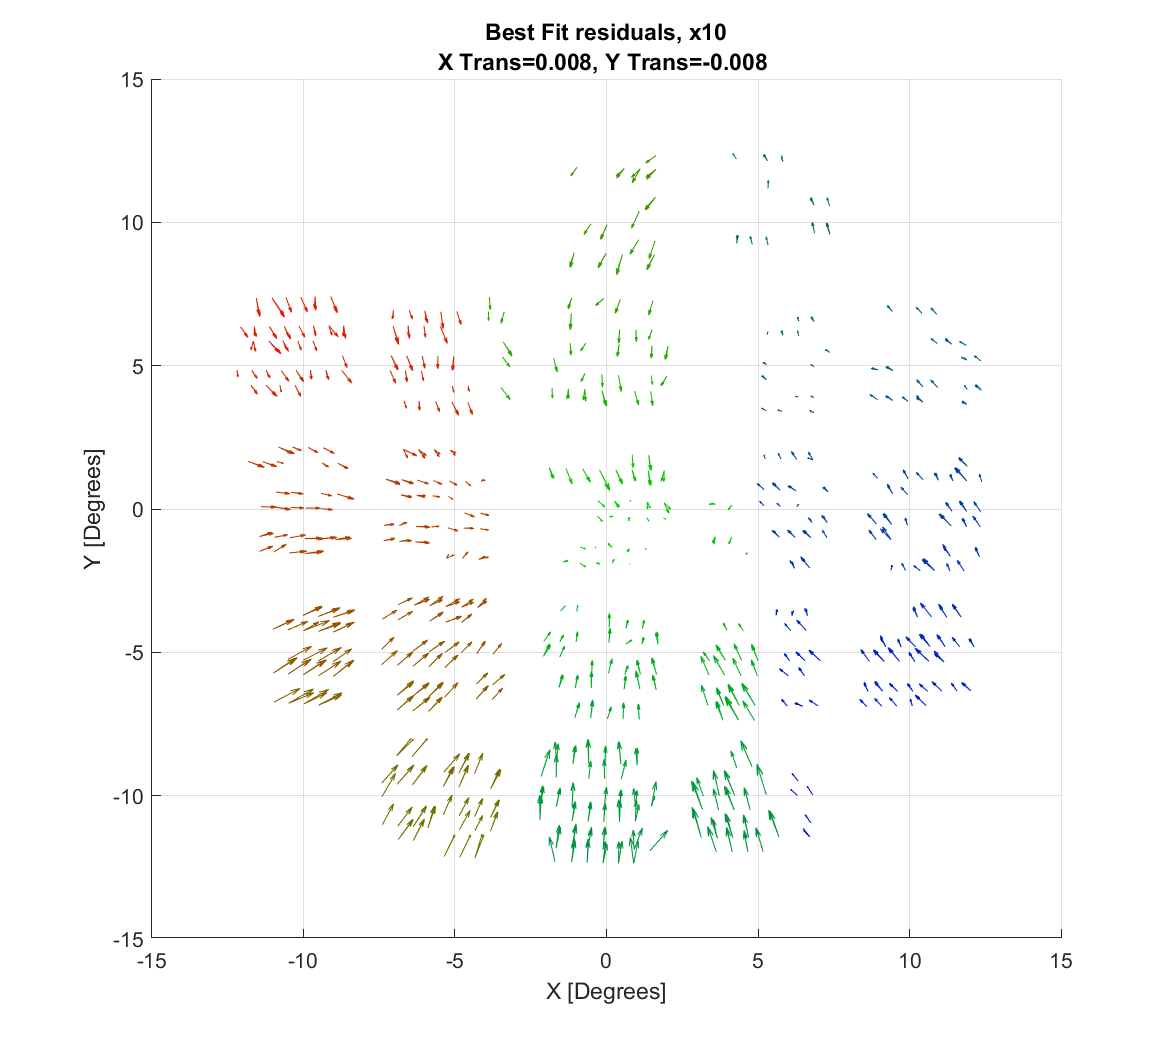 Best Fit residuals, x10
X Trans=0.008, Y Trans=-0.008
15
10
5
0
-5
-10
-15
Y [Degrees]
-15 -10 -5 0 5 10 15
X [Degrees]